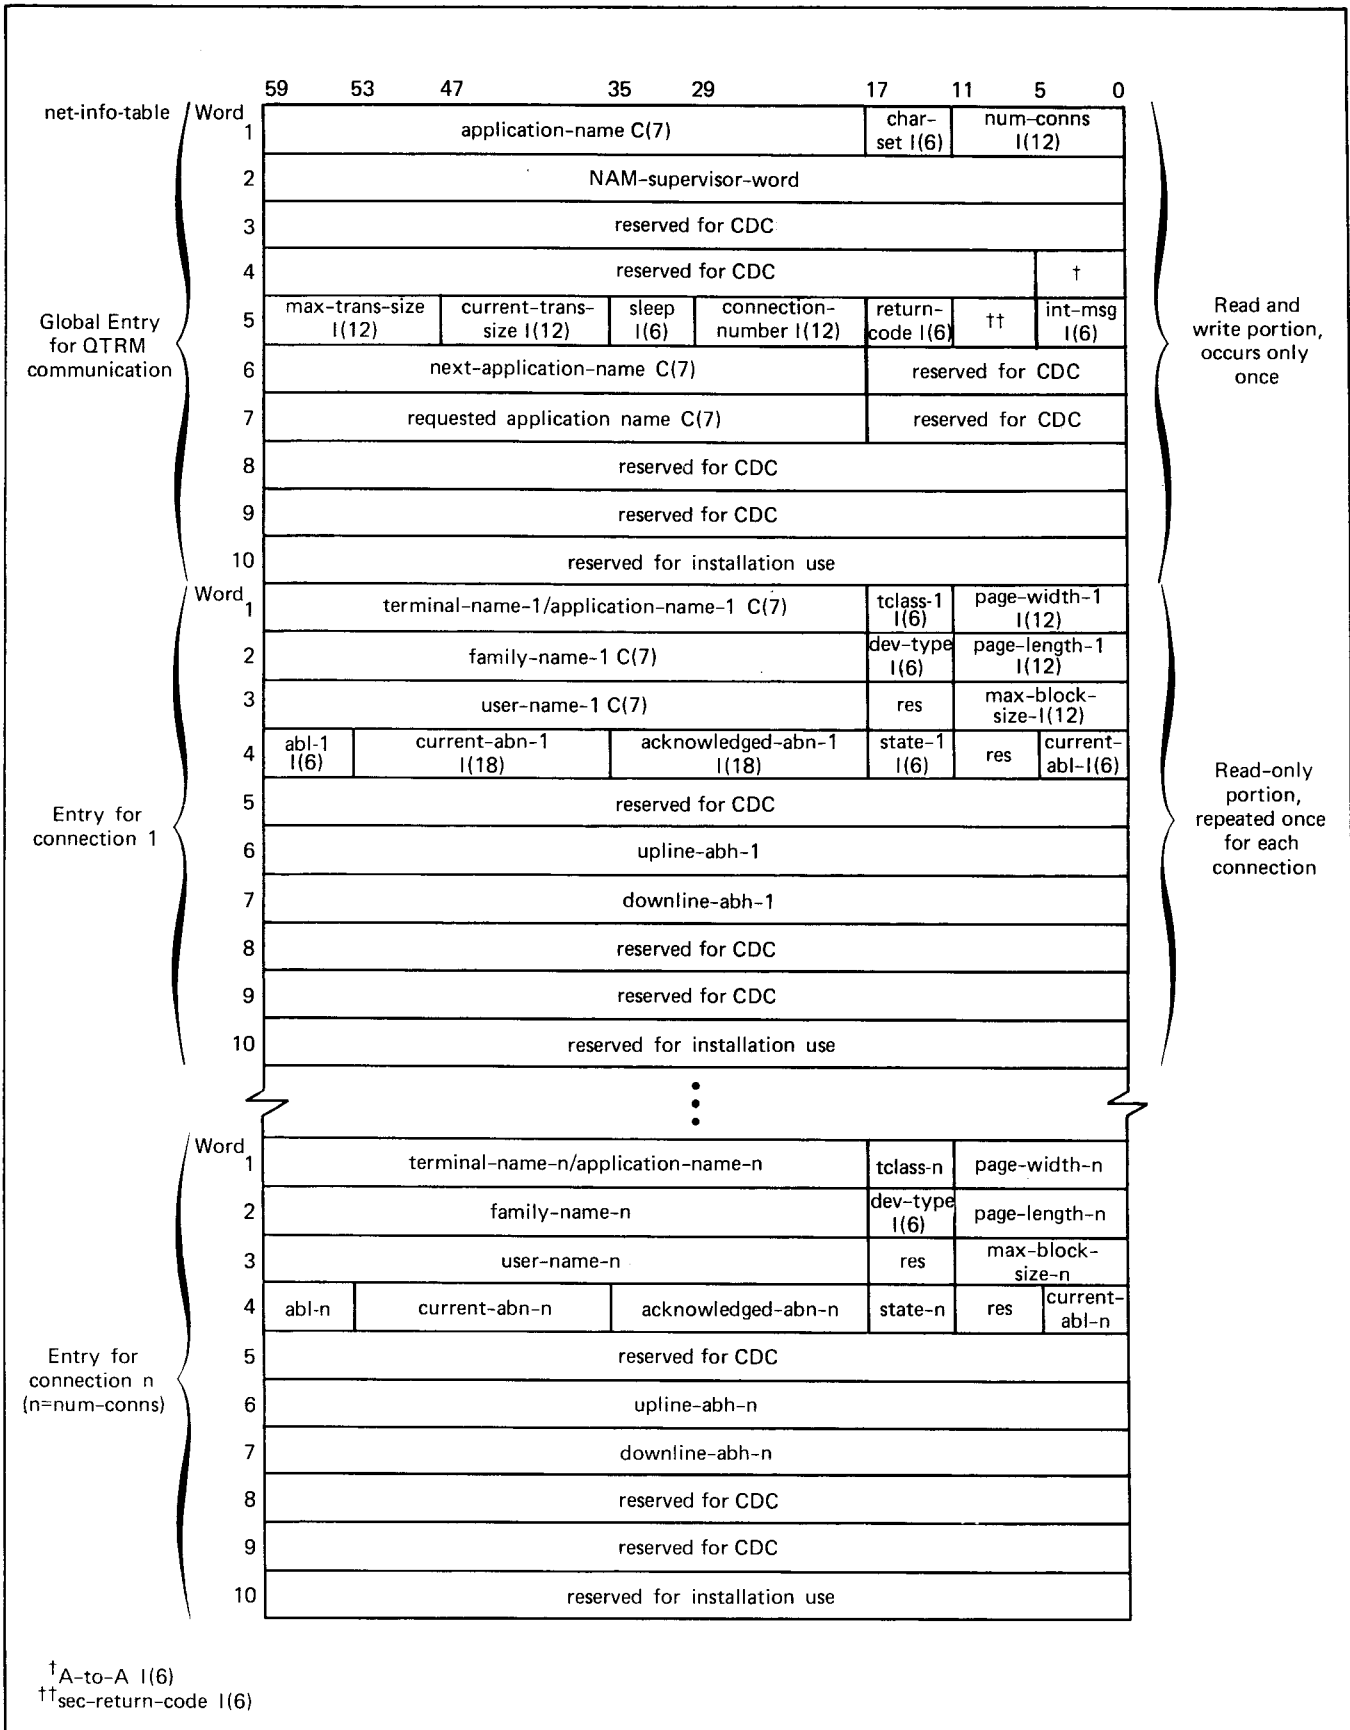 59 53 47 35 29 17 11 5 0
net-info-table
Word
1 application-name C(7) char-set I(6) num-conns I(12)
2 NAM-supervisor-word
3 reserved for CDC
4 reserved for CDC †
Global Entry for QTRM communication
5 max-trans-size I(12) current-trans-size I(12) sleep I(6) connection-number I(12) return-code I(6) †† int-msg I(6)
Read and write portion, occurs only once
6 next-application-name C(7) reserved for CDC
7 requested application name C(7) reserved for CDC
8 reserved for CDC
9 reserved for CDC
10 reserved for installation use
Word
1 terminal-name-1/application-name-1 C(7) tclass-1 I(6) page-width-1 I(12)
2 family-name-1 C(7) dev-type I(6) page-length-1 I(12)
3 user-name-1 C(7) res max-block-size-I(12)
4 abl-1 I(6) current-abn-1 I(18) acknowledged-abn-1 I(18) state-1 I(6) res current-abl-I(6)
Entry for connection 1
5 reserved for CDC
Read-only portion, repeated once for each connection
6 upline-abh-1
7 downline-abh-1
8 reserved for CDC
9 reserved for CDC
10 reserved for installation use
Word
1 terminal-name-n/application-name-n tclass-n page-width-n
2 family-name-n dev-type I(6) page-length-n
3 user-name-n res max-block-size-n
4 abl-n current-abn-n acknowledged-abn-n state-n res current-abl-n
Entry for connection n (n=num-conns)
5 reserved for CDC
6 upline-abh-n
7 downline-abh-n
8 reserved for CDC
9 reserved for CDC
10 reserved for installation use
†A-to-A I(6)
††sec-return-code I(6)